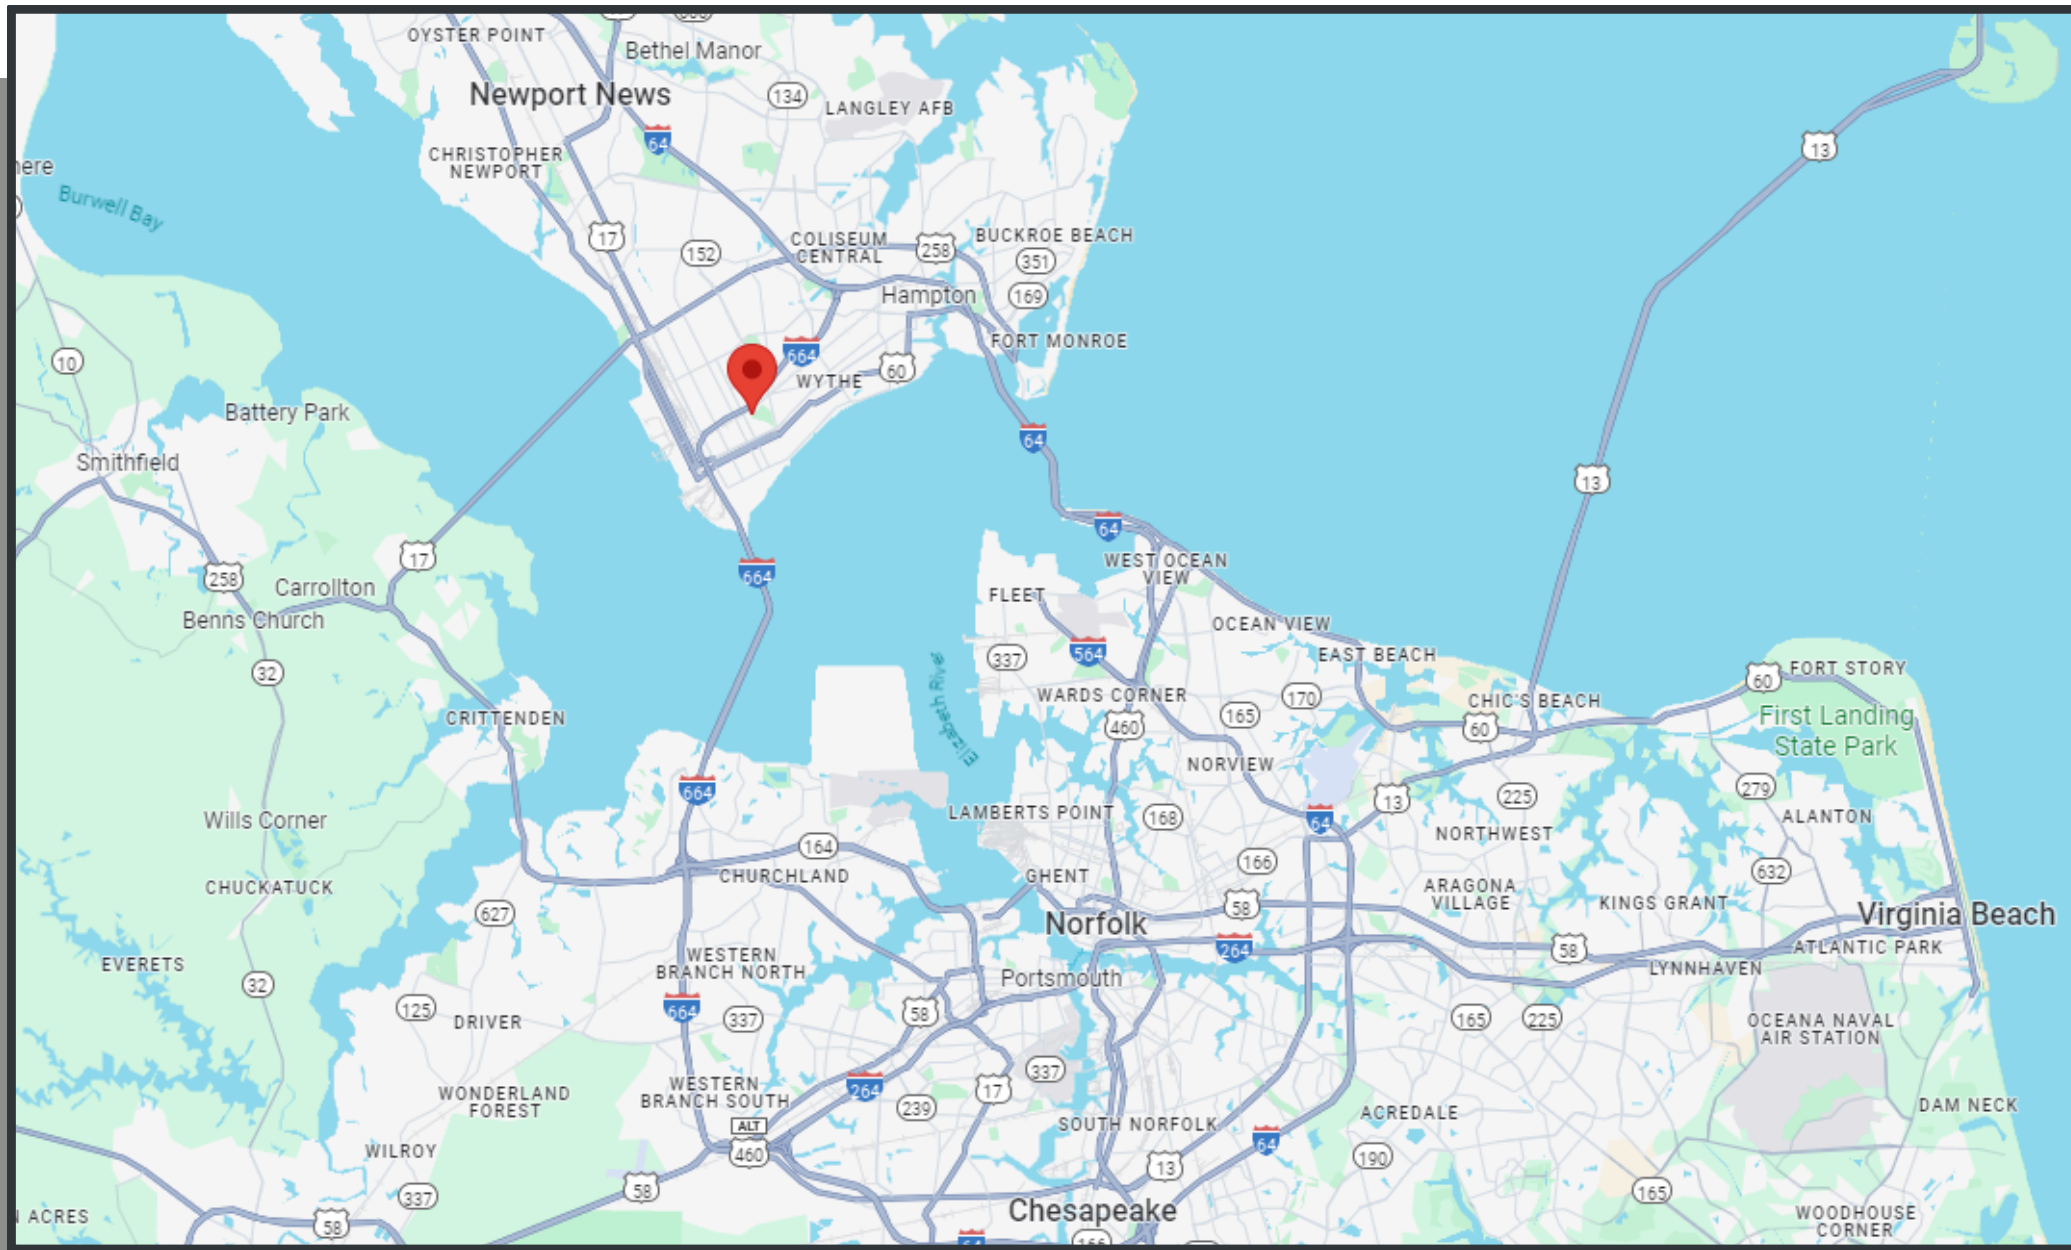 OYSTER POINT
Bethel Manor
Newport News
134
LANGLEY AFB
64
13
CHRISTOPHER
NEWPORT
Burwell Bay
17
152
COLISEUM
CENTRAL
258
BUCKROE BEACH
351
Hampton
169
FORT MONROE
10
664
WYTHE
60
Battery Park
64
Smithfield
13
17
64
258
664
WEST OCEAN
VIEW
Carrollton
FLEET
Benns Church
OCEAN VIEW
337
564
EAST BEACH
32
Elizabeth River
60
FORT STORY
WARDS CORNER
170
CHIC'S BEACH
CRITTENDEN
165
460
60
First Landing
State Park
NORVIEW
664
13
225
279
LAMBERTS POINT
168
64
ALANTON
Wills Corner
NORTHWEST
164
166
CHURCHLAND
GHENT
632
CHUCKATUCK
ARAGONA
VILLAGE
KINGS GRANT
627
58
Norfolk
Virginia Beach
264
58
ATLANTIC PARK
WESTERN
BRANCH NORTH
EVERETS
LYNNHAVEN
Portsmouth
32
125
664
337
58
DRIVER
165
225
OCEANA NAVAL
AIR STATION
337
264
17
WONDERLAND
FOREST
WESTERN
BRANCH SOUTH
239
ACREDALE
DAM NECK
SOUTH NORFOLK
ALT
460
64
WILROY
13
190
337
58
165
Chesapeake
ACRES
58
WOODHOUSE
CORNER
64
166